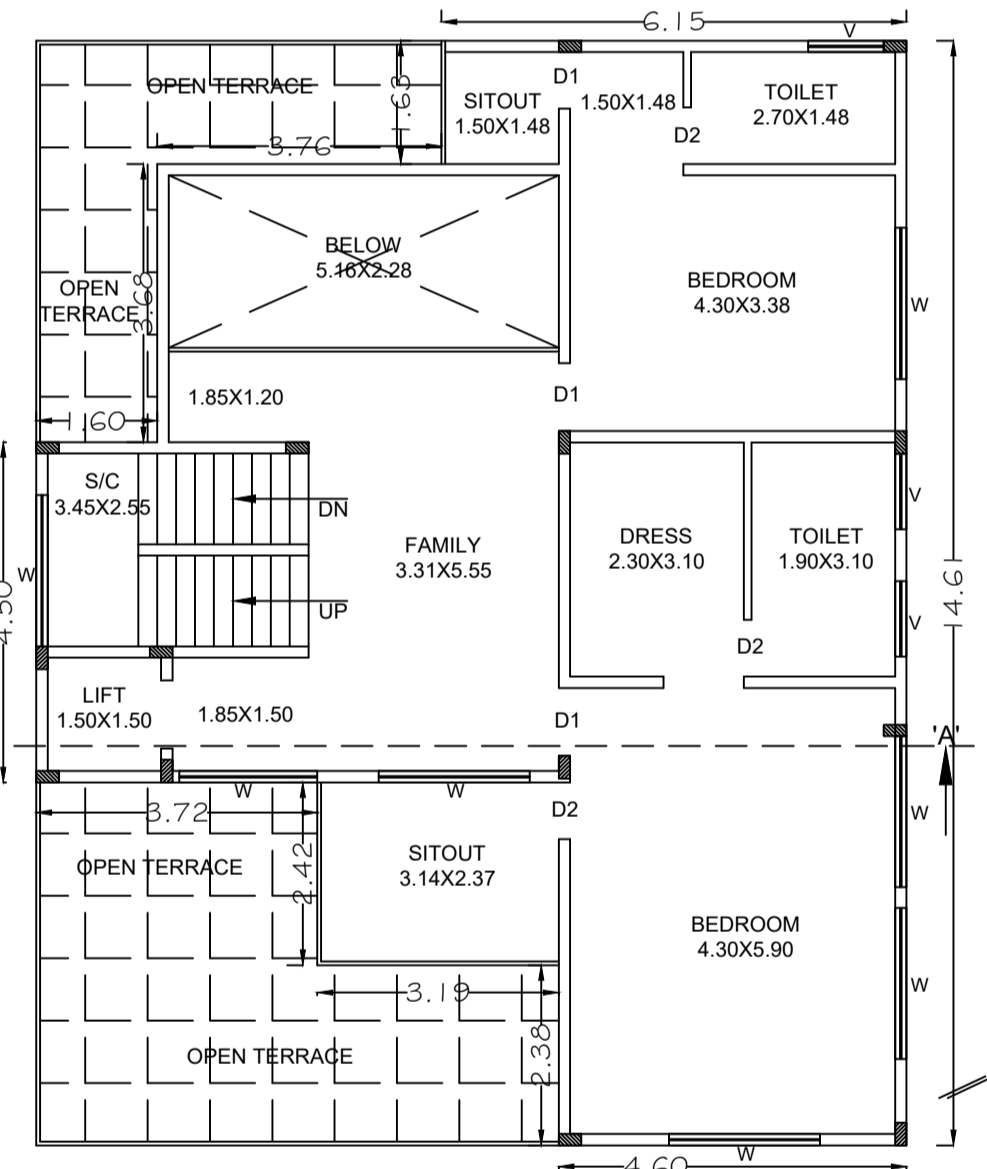 6.15
V
OPEN TERRACE
1.63
D1
SITOUT
1.50X1.48
1.50X1.48
TOILET
2.70X1.48
D2
3.76
BELOW
5.16X2.28
BEDROOM
4.30X3.38
W
OPEN
TERRACE
3.68
1.85X1.20
D1
1.60
S/C
3.45X2.55
DN
FAMILY
3.31X5.55
DRESS
2.30X3.10
TOILET
1.90X3.10
V
W
4.50
UP
V
14.61
D2
LIFT
1.50X1.50
1.85X1.50
D1
'A'
W
W
3.72
D2
W
OPEN TERRACE
2.42
SITOUT
3.14X2.37
BEDROOM
4.30X5.90
W
3.19
OPEN TERRACE
2.38
W
4.60